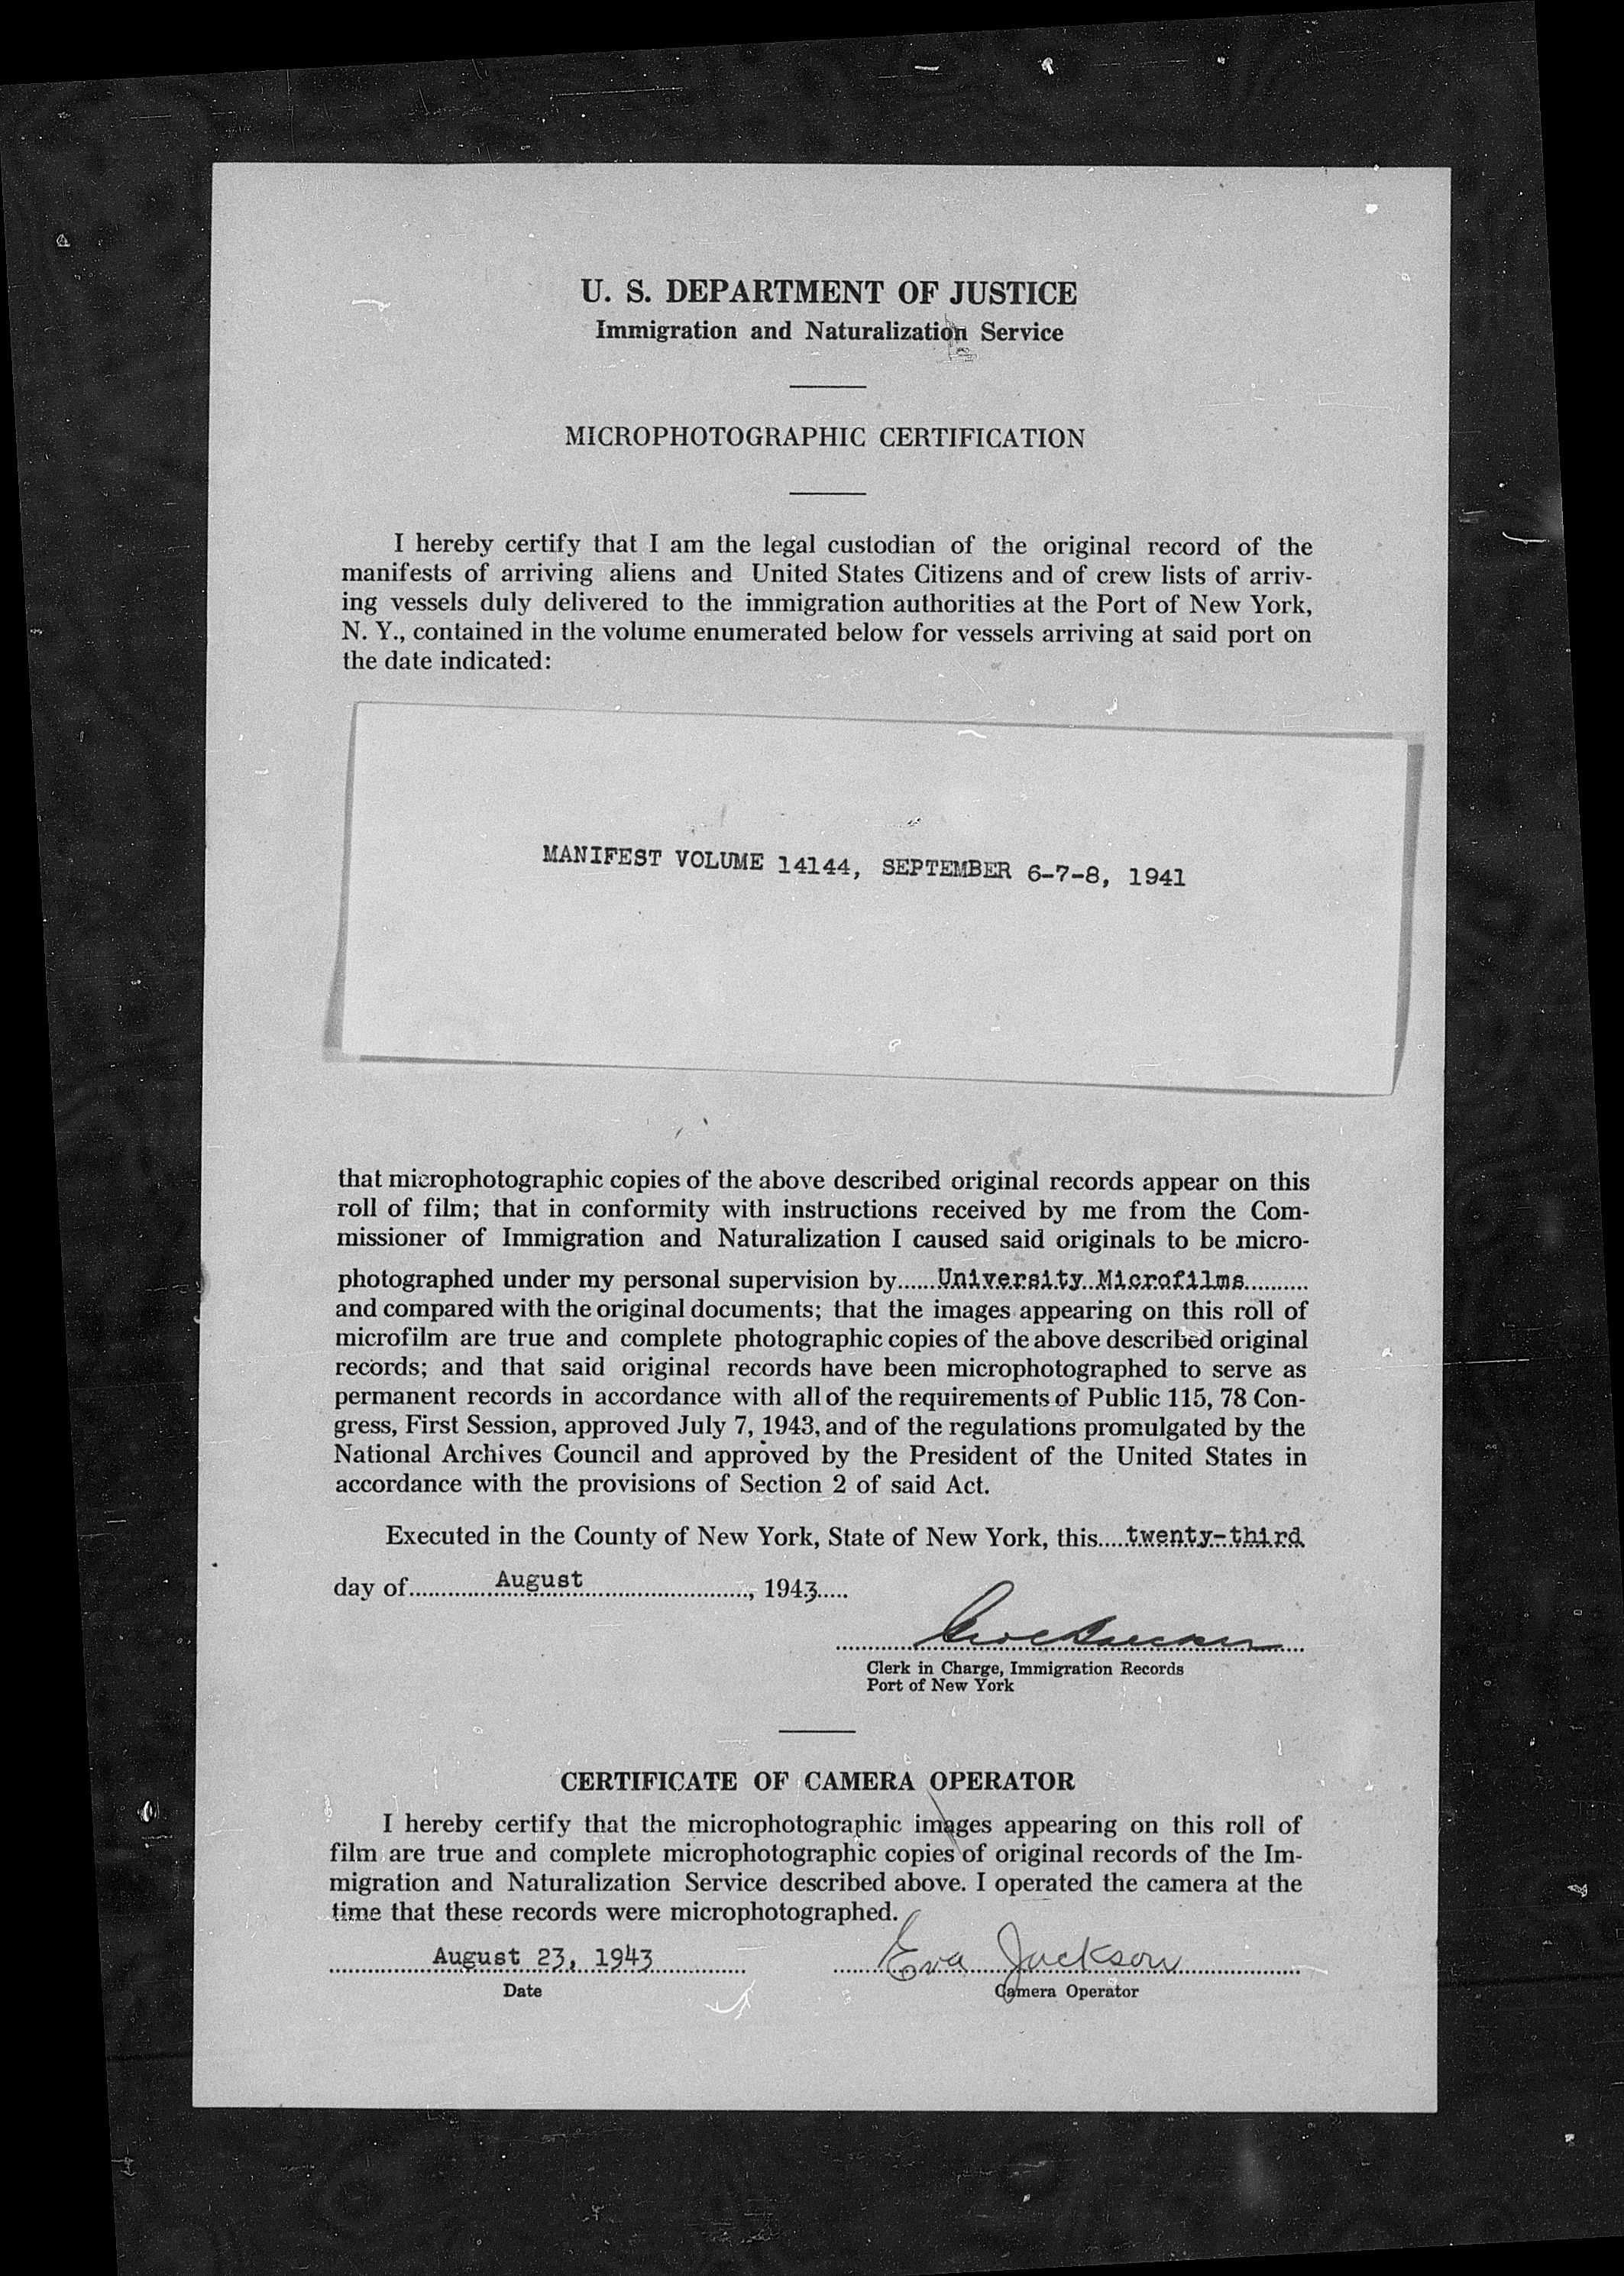 U. S. DEPARTMENT OF JUSTICE
Immigration and Naturalization Service
MICROPHOTOGRAPHIC CERTIFICATION
I hereby certify that I am the legal custodian of the original record of the
manifests of arriving aliens and United States Citizens and of crew lists of arriv-
ing vessels duly delivered to the immigration authorities at the Port of New York,
N. Y., contained in the volume enumerated below for vessels arriving at said port on
the date indicated:
MANIFEST VOLUME 14144, SEPTEMBER 6-7-8, 1941
that microphotographic copies of the above described original records appear on this
roll of film; that in conformity with instructions received by me from the Com-
missioner of Immigration and Naturalization I caused said originals to be micro-
photographed under my personal supervision by......University Microfilms..........
and compared with the original documents; that the images appearing on this roll of
microfilm are true and complete photographic copies of the above described original
records; and that said original records have been microphotographed to serve as
permanent records in accordance with all of the requirements of Public 115, 78 Con-
gress, First Session, approved July 7, 1943, and of the regulations promulgated by the
National Archives Council and approved by the President of the United States in
accordance with the provisions of Section 2 of said Act.
Executed in the County of New York, State of New York, this.....twenty-third
day of.............August............................, 1943.....
Clerk in Charge, Immigration Records
Port of New York
CERTIFICATE OF CAMERA OPERATOR
I hereby certify that the microphotographic images appearing on this roll of
film are true and complete microphotographic copies of original records of the Im-
migration and Naturalization Service described above. I operated the camera at the
time that these records were microphotographed.
August 23, 1943 Eva Jackson
Date Camera Operator